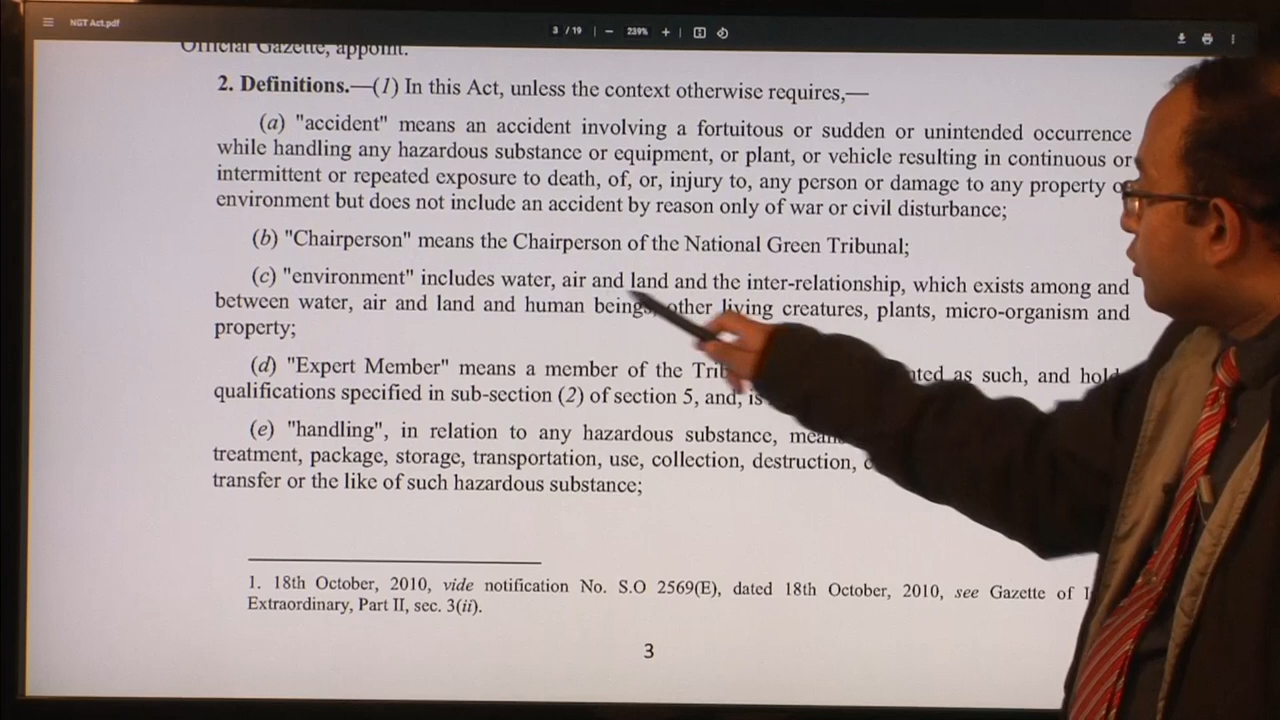 NGT Act.pdf
3 / 19 | − 239% + |
Official Gazette, appoint.
2. Definitions.—(1) In this Act, unless the context otherwise requires,—
(a) "accident" means an accident involving a fortuitous or sudden or unintended occurrence
while handling any hazardous substance or equipment, or plant, or vehicle resulting in continuous or
intermittent or repeated exposure to death, of, or, injury to, any person or damage to any property or
environment but does not include an accident by reason only of war or civil disturbance;
(b) "Chairperson" means the Chairperson of the National Green Tribunal;
(c) "environment" includes water, air and land and the inter-relationship, which exists among and
between water, air and land and human beings, other living creatures, plants, micro-organism and
property;
(d) "Expert Member" means a member of the Trib ted as such, and hold
qualifications specified in sub-section (2) of section 5, and, is
(e) "handling", in relation to any hazardous substance, mean
treatment, package, storage, transportation, use, collection, destruction,
transfer or the like of such hazardous substance;
1. 18th October, 2010, vide notification No. S.O 2569(E), dated 18th October, 2010, see Gazette of
Extraordinary, Part II, sec. 3(ii).
3